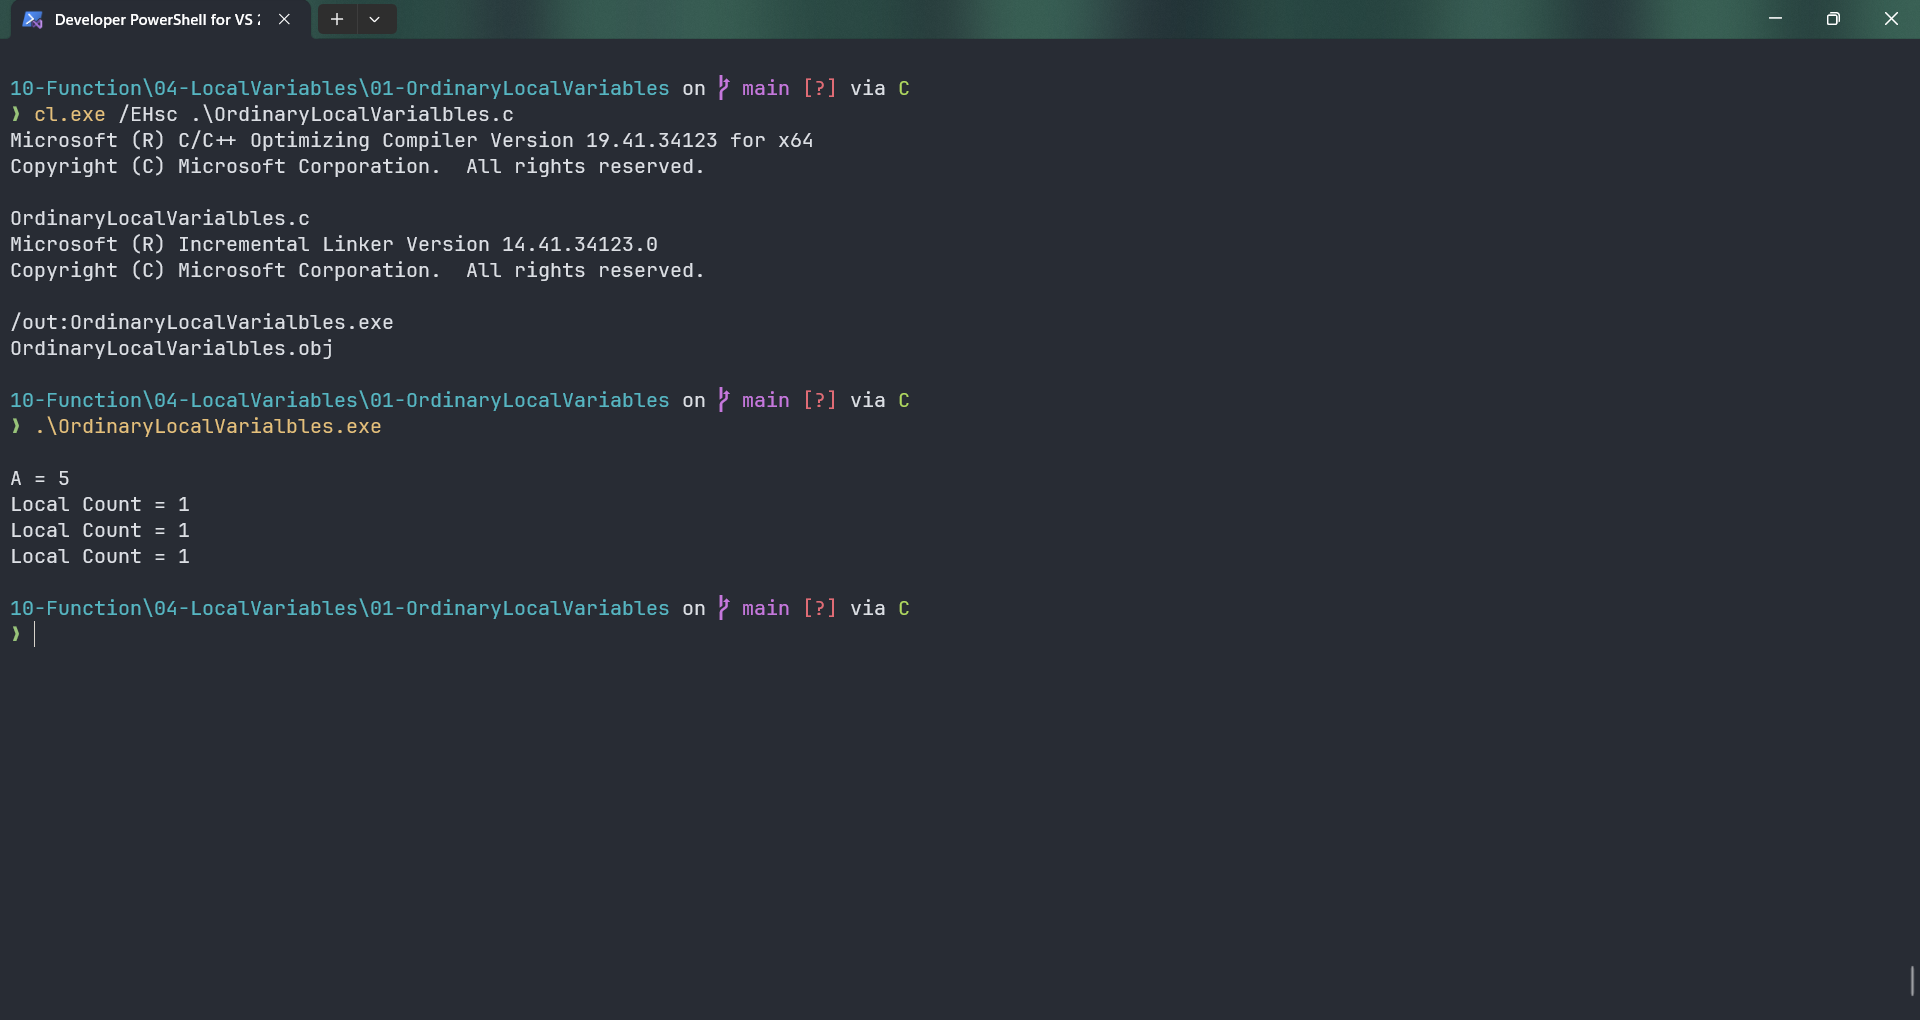 Developer PowerShell for VS
10-Function\04-LocalVariables\01-OrdinaryLocalVariables on main [?] via C
❯ cl.exe /EHsc .\OrdinaryLocalVarialbles.c
Microsoft (R) C/C++ Optimizing Compiler Version 19.41.34123 for x64
Copyright (C) Microsoft Corporation.  All rights reserved.
OrdinaryLocalVarialbles.c
Microsoft (R) Incremental Linker Version 14.41.34123.0
Copyright (C) Microsoft Corporation.  All rights reserved.
/out:OrdinaryLocalVarialbles.exe
OrdinaryLocalVarialbles.obj
10-Function\04-LocalVariables\01-OrdinaryLocalVariables on main [?] via C
❯ .\OrdinaryLocalVarialbles.exe
A = 5
Local Count = 1
Local Count = 1
Local Count = 1
10-Function\04-LocalVariables\01-OrdinaryLocalVariables on main [?] via C
❯